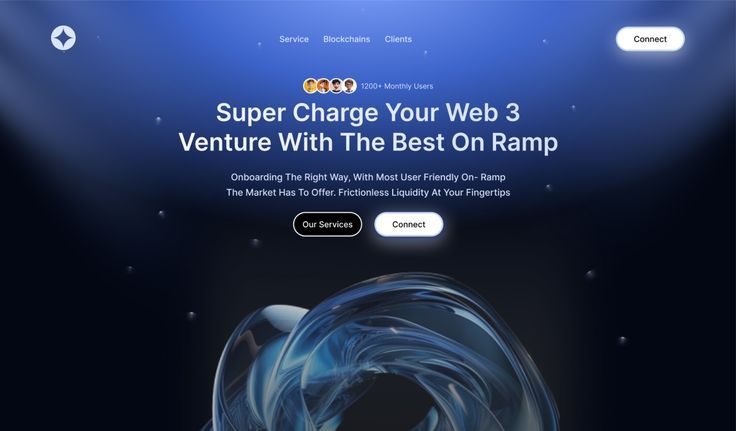 Service
Blockchains
Clients
Connect
1200+ Monthly Users
Super Charge Your Web 3
Venture With The Best On Ramp
Onboarding The Right Way, With Most User Friendly On- Ramp
The Market Has To Offer. Frictionless Liquidity At Your Fingertips
Our Services
Connect